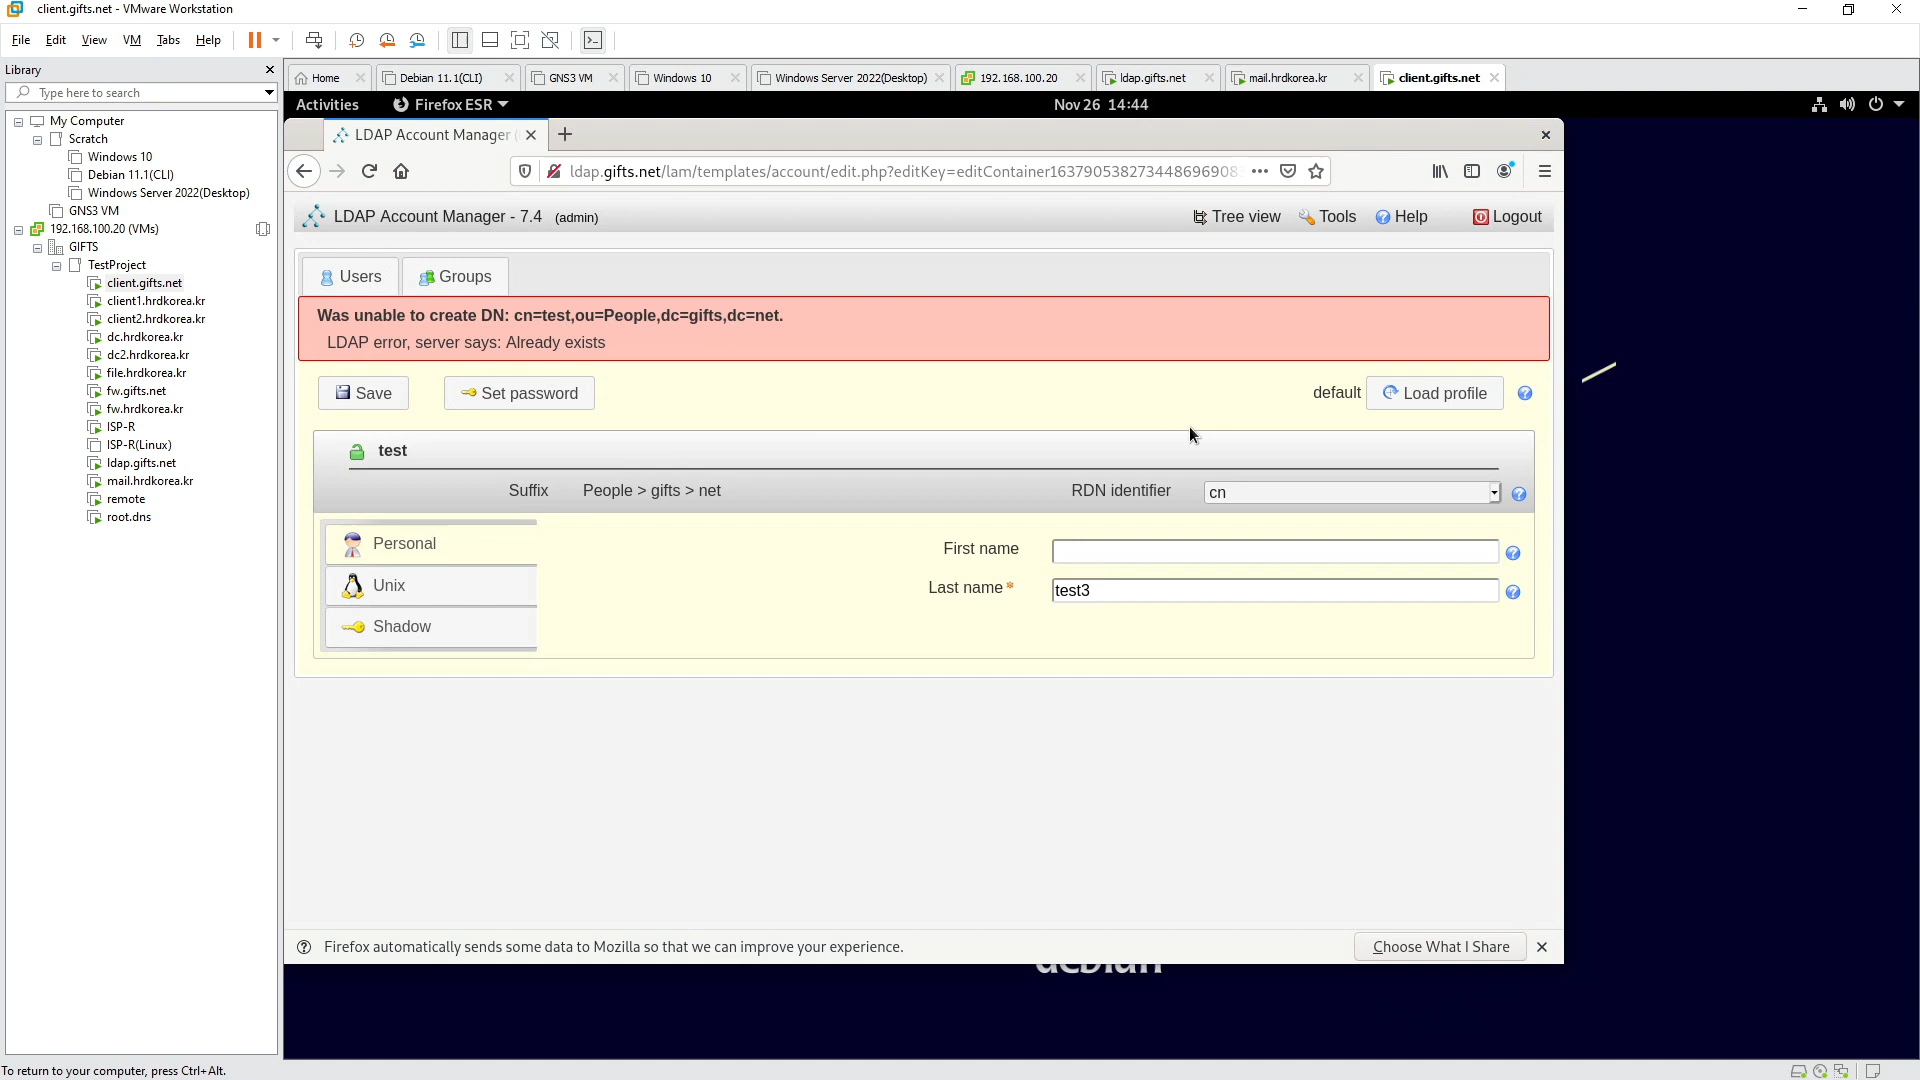 client.gifts.net - VMware Workstation
File Edit View VM Tabs Help
Library
Type here to search
Home
Debian 11.1(CLI)
GNS3 VM
Windows 10
Windows Server 2022(Desktop)
192.168.100.20
ldap.gifts.net
mail.hrdkorea.kr
client.gifts.net
My Computer
Scratch
Windows 10
Debian 11.1(CLI)
Windows Server 2022(Desktop)
GNS3 VM
192.168.100.20 (VMs)
GIFTS
TestProject
client.gifts.net
client1.hrdkorea.kr
client2.hrdkorea.kr
dc.hrdkorea.kr
dc2.hrdkorea.kr
file.hrdkorea.kr
fw.gifts.net
fw.hrdkorea.kr
ISP-R
ISP-R(Linux)
ldap.gifts.net
mail.hrdkorea.kr
remote
root.dns
Activities
Firefox ESR
Nov 26 14:44
LDAP Account Manager (
ldap.gifts.net/lam/templates/account/edit.php?editKey=editContainer1637905382734486969083
LDAP Account Manager - 7.4 (admin)
Tree view
Tools
Help
Logout
Users
Groups
Was unable to create DN: cn=test,ou=People,dc=gifts,dc=net.
LDAP error, server says: Already exists
Save
Set password
default
Load profile
test
Suffix People > gifts > net
RDN identifier cn
Personal
Unix
Shadow
First name
Last name* test3
Firefox automatically sends some data to Mozilla so that we can improve your experience.
Choose What I Share
debian
To return to your computer, press Ctrl+Alt.